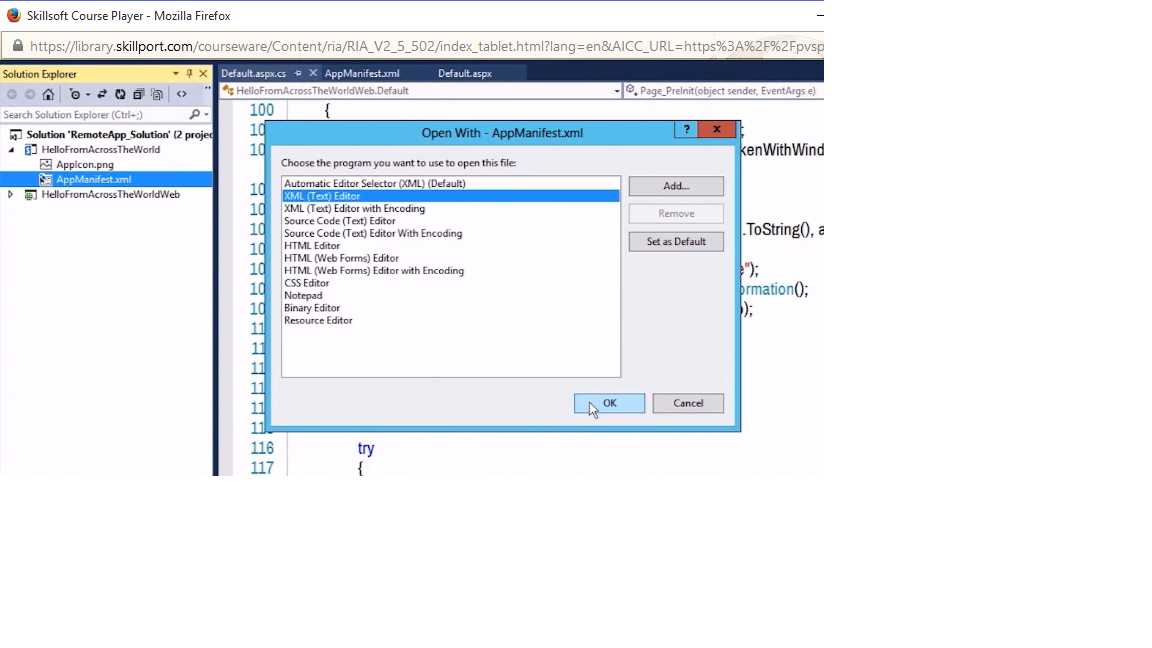 Skillsoft Course Player - Mozilla Firefox
https://library.skillport.com/courseware/Content/ria/RIA_V2_5_502/index_tablet.html?lang=en&AICC_URL=https%3A%2F%2Fpvsp
Solution Explorer
Default.aspx.cs
AppManifest.xml
Default.aspx
HelloFromAcrossTheWorldWeb.Default
Page_PreInit(object sender, EventArgs e)
Search Solution Explorer (Ctrl+;)
Solution 'RemoteApp_Solution' (2 projec
HelloFromAcrossTheWorld
AppIcon.png
AppManifest.xml
HelloFromAcrossTheWorldWeb
100 {
10 ;
10 kenWithWind
10
10
10 .ToString(), a
10
10 e");
10 ormation();
10 );
11
11
11
11
11
11
116 try
117 {
Open With - AppManifest.xml
?
Choose the program you want to use to open this file:
Automatic Editor Selector (XML) (Default)
XML (Text) Editor
XML (Text) Editor with Encoding
Source Code (Text) Editor
Source Code (Text) Editor With Encoding
HTML Editor
HTML (Web Forms) Editor
HTML (Web Forms) Editor with Encoding
CSS Editor
Notepad
Binary Editor
Resource Editor
Add...
Remove
Set as Default
OK
Cancel